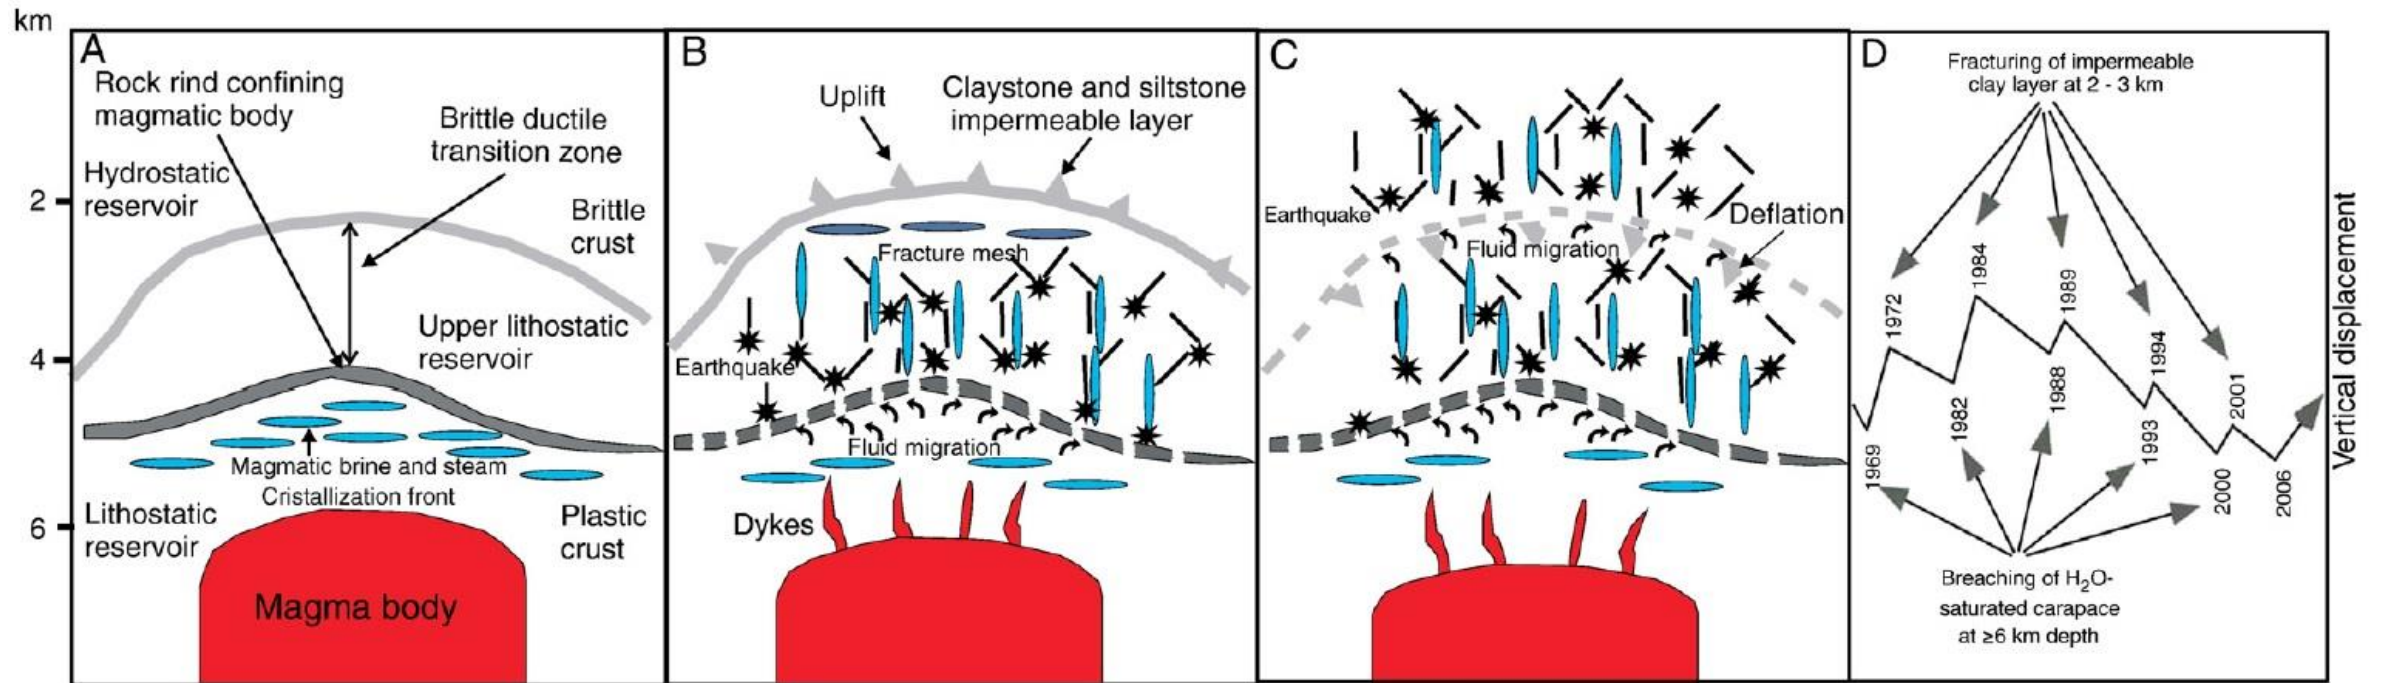 km
2
4
6
A
Rock rind confining
magmatic body
Brittle ductile
transition zone
Hydrostatic
reservoir
Brittle
crust
Upper lithostatic
reservoir
Magmatic brine and steam
Cristallization front
Lithostatic
reservoir
Plastic
crust
Magma body
B
Uplift
Claystone and siltstone
impermeable layer
Fracture mesh
Earthquake
Fluid migration
Dykes
C
Earthquake
Deflation
Fluid migration
D
Fracturing of impermeable
clay layer at 2 - 3 km
1969
1972
1982
1984
1988
1989
1993
1994
2000
2001
2006
Breaching of H₂O-
saturated carapace
at ≥6 km depth
Vertical displacement